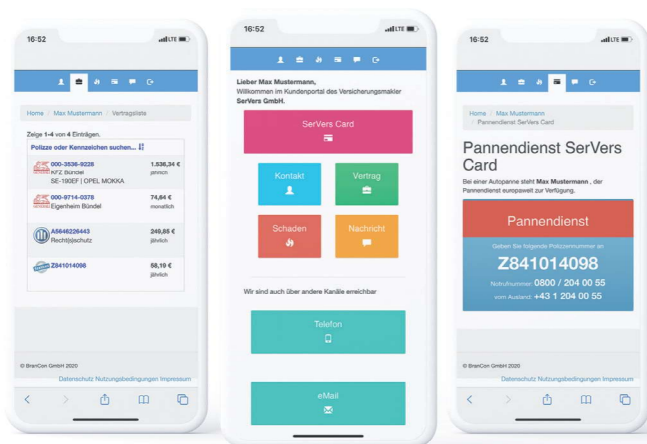 16:52
LTE
Home / Max Mustermann / Vertragsliste
Zeige 1-4 von 4 Einträgen.
Polizze oder Kennzeichen suchen...
000-3536-9228 1.536,34 €
KFZ Bündel jährlich
SE-190EF | OPEL MOKKA
000-9714-0378 74,64 €
Eigenheim Bündel monatlich
A5646226443 249,85 €
Recht(s)schutz jährlich
Z841014098 58,19 €
jährlich
© BranCon GmbH 2020
Datenschutz Nutzungsbedingungen Impressum
16:52
LTE
Lieber Max Mustermann,
Willkommen im Kundenportal des Versicherungsmakler
SerVers GmbH.
SerVers Card
Kontakt
Vertrag
Schaden
Nachricht
Wir sind auch über andere Kanäle erreichbar
Telefon
eMail
16:52
LTE
Home / Max Mustermann
/ Pannendienst SerVers Card
Pannendienst SerVers
Card
Bei einer Autopanne steht Max Mustermann , der
Pannendienst europaweit zur Verfügung.
Pannendienst
Geben Sie folgende Polizzennummer an
Z841014098
Notrufnummer 0800 / 204 00 55
vom Ausland: +43 1 204 00 55
© BranCon GmbH 2020
Datenschutz Nutzungsbedingungen Impressum